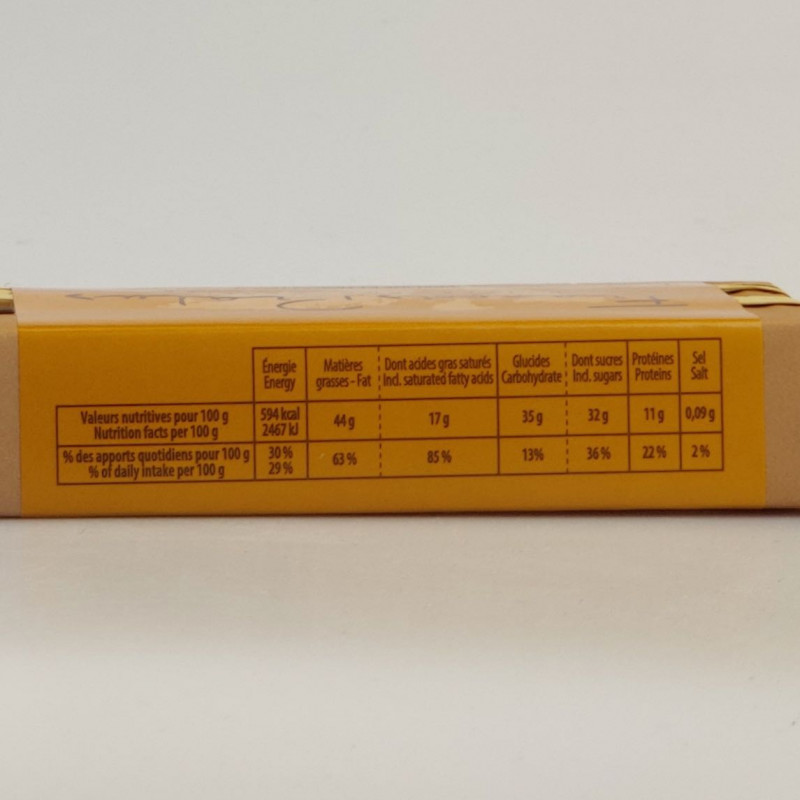 Énergie Energy | Matières grasses - Fat | Dont acides gras saturés Incl. saturated fatty acids | Glucides Carbohydrate | Dont sucres Incl. sugars | Protéines Proteins | Sel Salt
Valeurs nutritives pour 100 g Nutrition facts per 100 g | 594 kcal 2467 kJ | 44 g | 17 g | 35 g | 32 g | 11 g | 0,09 g
% des apports quotidiens pour 100 g % of daily intake per 100 g | 30 % 29 % | 63 % | 85 % | 13% | 36 % | 22 % | 2 %